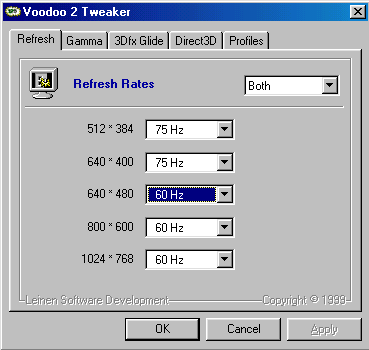 Voodoo 2 Tweaker
Refresh Gamma 3Dfx Glide Direct3D Profiles
Refresh Rates Both
512 * 384 75 Hz
640 * 400 75 Hz
640 * 480 60 Hz
800 * 600 60 Hz
1024 * 768 60 Hz
Leinen Software Development Copyright © 1999
OK Cancel Apply